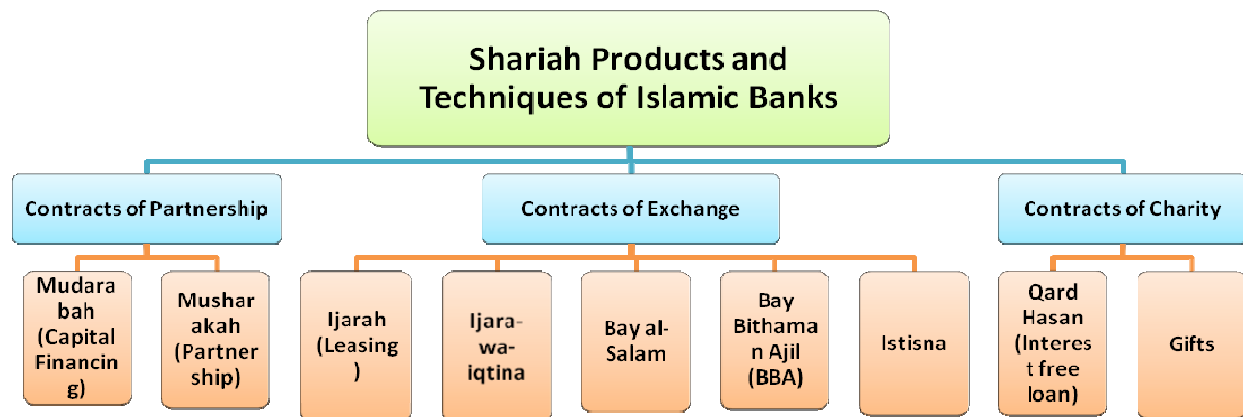 Shariah Products and
Techniques of Islamic Banks
Contracts of Partnership
Contracts of Exchange
Contracts of Charity
Mudara
bah
(Capital
Financin
g)
Mushar
akah
(Partner
ship)
Ijarah
(Leasing
)
Ijara-
wa-
iqtina
Bay al-
Salam
Bay
Bithama
n Ajil
(BBA)
Istisna
Qard
Hasan
(Interes
t free
loan)
Gifts